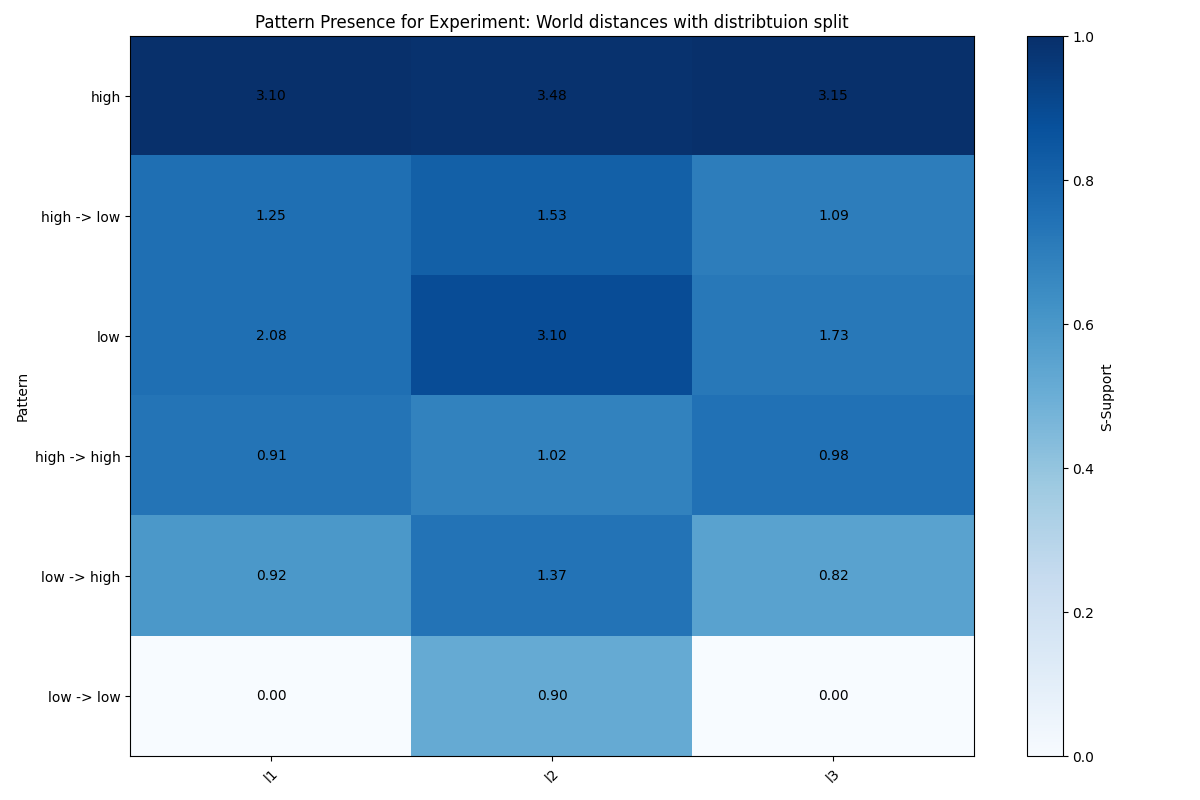 Pattern Presence for Experiment: World distances with distribtuion split
high
3.10
3.48
3.15
high -> low
1.25
1.53
1.09
low
2.08
3.10
1.73
high -> high
0.91
1.02
0.98
low -> high
0.92
1.37
0.82
low -> low
0.00
0.90
0.00
Pattern
l1
l2
l3
1.0
0.8
0.6
0.4
0.2
0.0
S-Support